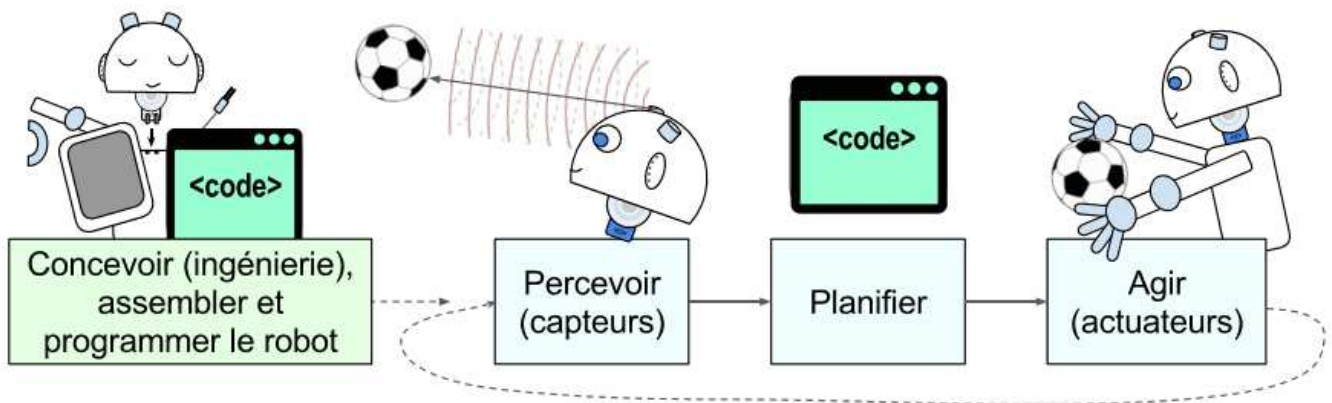 <code>
<code>
Concevoir (ingénierie),
assembler et
programmer le robot
Percevoir
(capteurs)
Planifier
Agir
(actuateurs)